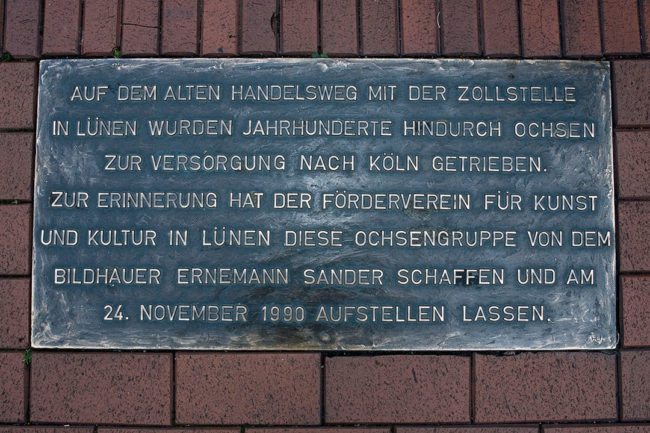 AUF DEM ALTEN HANDELSWEG MIT DER ZOLLSTELLE
IN LÜNEN WURDEN JAHRHUNDERTE HINDURCH OCHSEN
ZUR VERSORGUNG NACH KÖLN GETRIEBEN.
ZUR ERINNERUNG HAT DER FÖRDERVEREIN FÜR KUNST
UND KULTUR IN LÜNEN DIESE OCHSENGRUPPE VON DEM
BILDHAUER ERNEMANN SANDER SCHAFFEN UND AM
24. NOVEMBER 1990 AUFSTELLEN LASSEN.